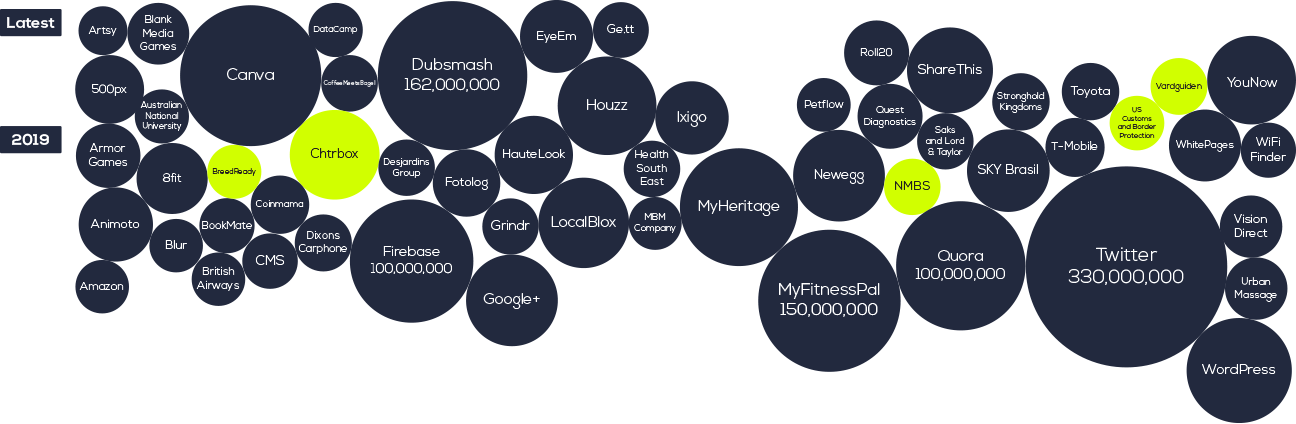 Latest
2019
Artsy
Blank
Media
Games
Canva
DataCamp
CoffeeMeetsBagel
500px
Australian
National
University
Armor
Games
8fit
BreedReady
Chtrbox
Coinmama
Animoto
Blur
BookMate
Dixons
Carphone
CMS
British
Airways
Amazon
Dubsmash
162,000,000
EyeEm
Ge.tt
Houzz
Ixigo
HauteLook
Desjardins
Group
Fotolog
Health
South
East
Grindr
LocalBlox
MBM
Company
Firebase
100,000,000
Google+
MyHeritage
Roll20
ShareThis
Petflow
Quest
Diagnostics
Stronghold
Kingdoms
Saks
and Lord
& Taylor
Newegg
NMBS
SKY Brasil
MyFitnessPal
150,000,000
Quora
100,000,000
Toyota
T-Mobile
US
Customs
and Border
Protection
Vardguiden
YouNow
WhitePages
WiFi
Finder
Twitter
330,000,000
Vision
Direct
Urban
Massage
WordPress